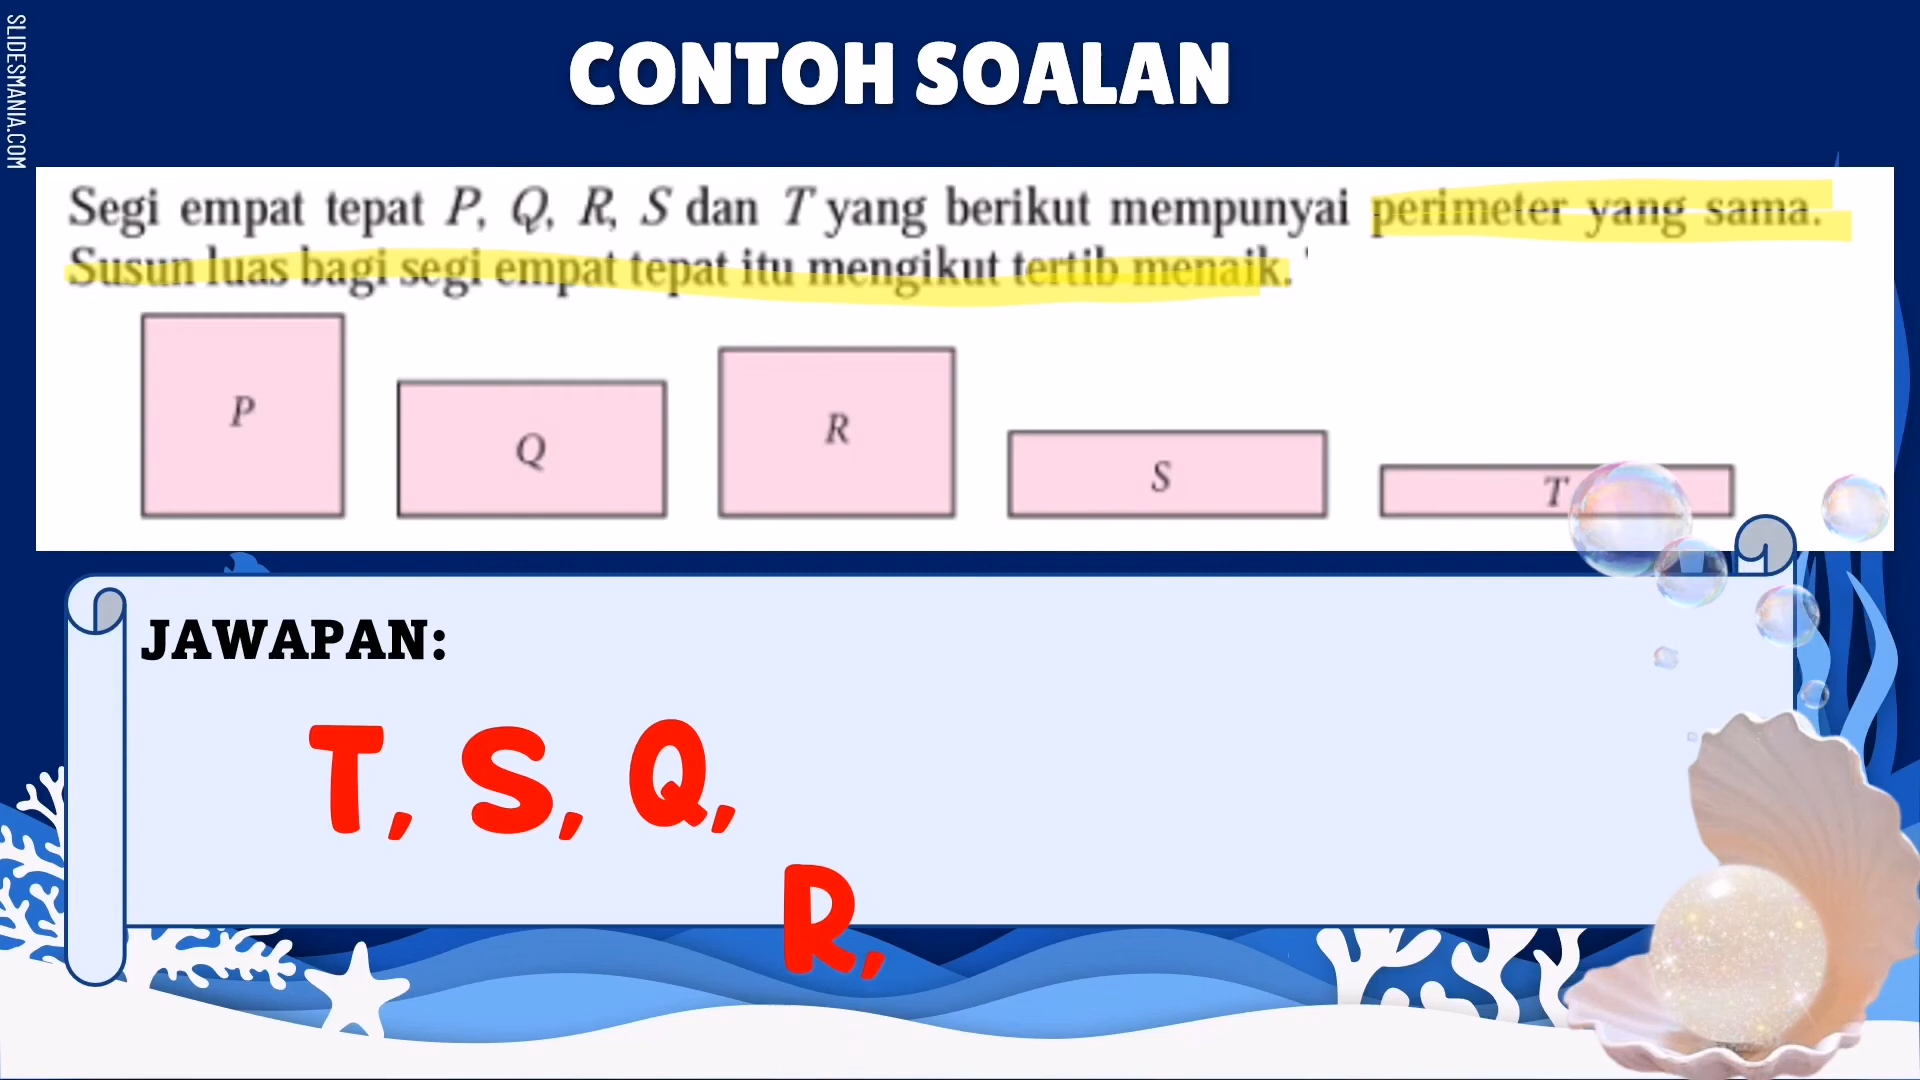 SLIDESMANIA.COM
CONTOH SOALAN
Segi empat tepat P, Q, R, S dan T yang berikut mempunyai perimeter yang sama.
Susun luas bagi segi empat tepat itu mengikut tertib menaik.
P
Q
R
S
T
JAWAPAN:
T, S, Q,
R,